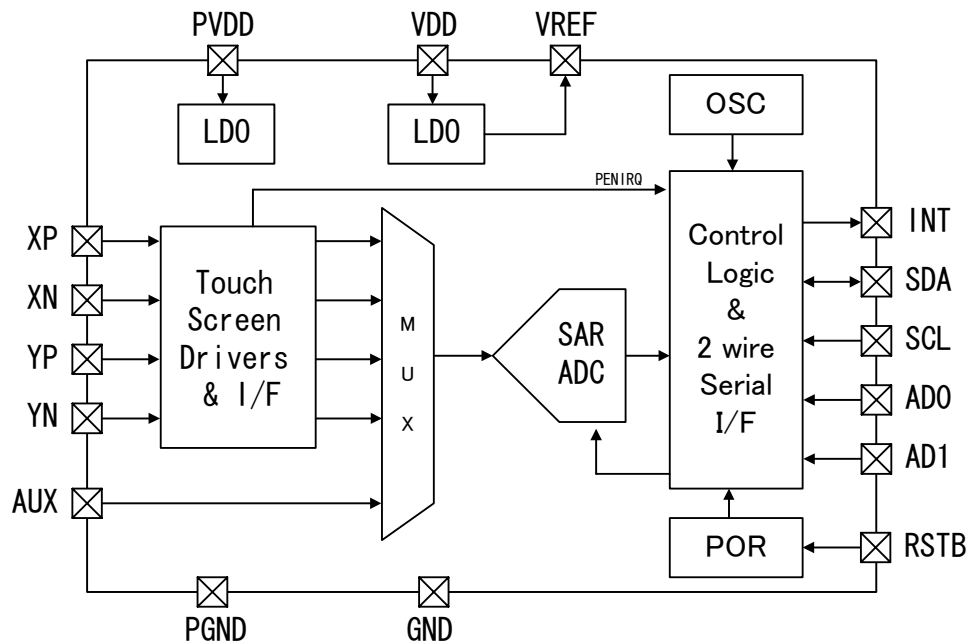 PVDD
VDD
VREF
LDO
LDO
OSC
PENIRQ
XP
XN
YP
YN
AUX
Touch
Screen
Drivers
& I/F
M
U
X
SAR
ADC
Control
Logic
&
2 wire
Serial
I/F
POR
INT
SDA
SCL
AD0
AD1
RSTB
PGND
GND